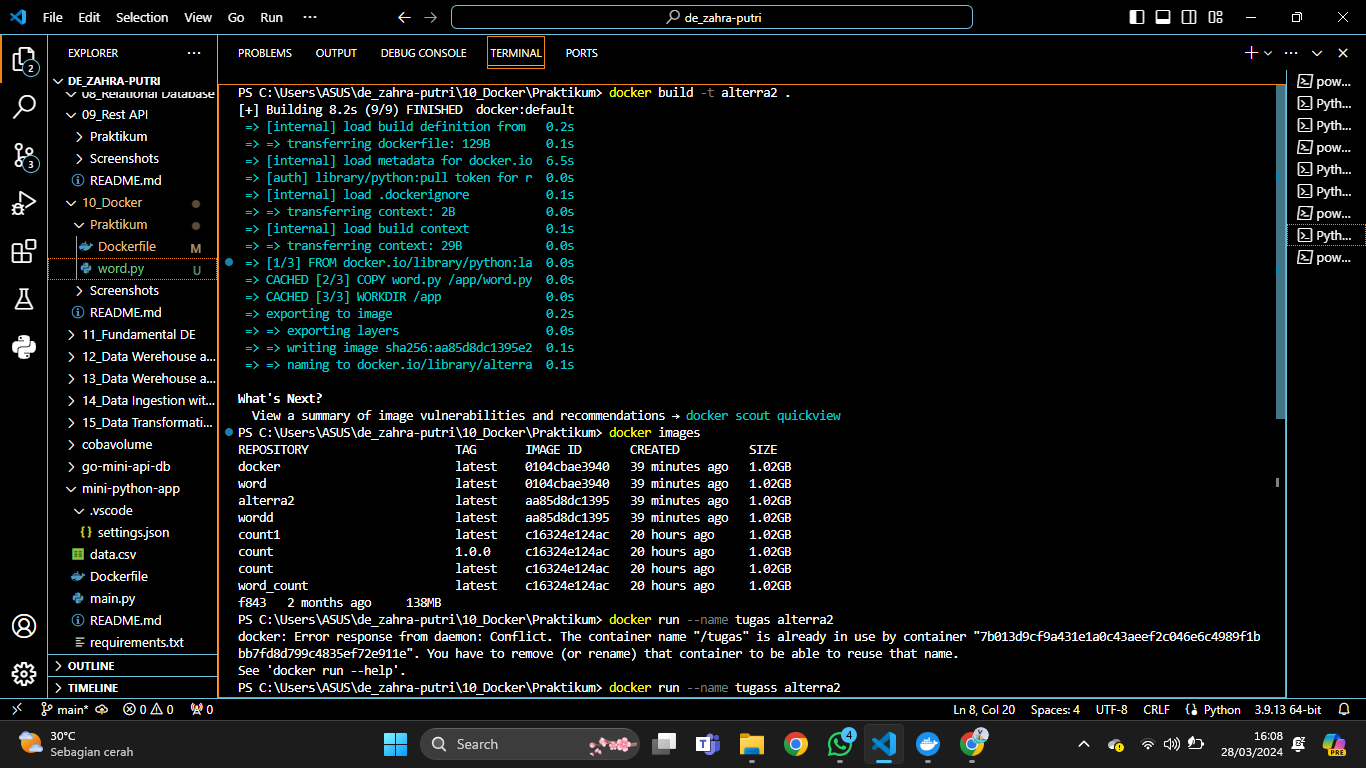 File Edit Selection View Go Run ··· de_zahra-putri
EXPLORER
DE_ZAHRA-PUTRI
08_Relational Database
09_Rest API
Praktikum
Screenshots
README.md
10_Docker
Praktikum
Dockerfile M
word.py U
Screenshots
README.md
11_Fundamental DE
12_Data Werehouse a...
13_Data Werehouse a...
14_Data Ingestion wit...
15_Data Transformati...
cobavolume
go-mini-api-db
mini-python-app
.vscode
settings.json
data.csv
Dockerfile
main.py
README.md
requirements.txt
OUTLINE
TIMELINE
2
3
PROBLEMS OUTPUT DEBUG CONSOLE TERMINAL PORTS
PS C:\Users\ASUS\de_zahra-putri\10_Docker\Praktikum> docker build -t alterra2 .
[+] Building 8.2s (9/9) FINISHED docker:default
=> [internal] load build definition from 0.2s
=> => transferring dockerfile: 129B 0.1s
=> [internal] load metadata for docker.io 6.5s
=> [auth] library/python:pull token for r 0.0s
=> [internal] load .dockerignore 0.1s
=> => transferring context: 2B 0.0s
=> [internal] load build context 0.1s
=> => transferring context: 29B 0.0s
=> [1/3] FROM docker.io/library/python:la 0.0s
=> CACHED [2/3] COPY word.py /app/word.py 0.0s
=> CACHED [3/3] WORKDIR /app 0.0s
=> exporting to image 0.2s
=> => exporting layers 0.0s
=> => writing image sha256:aa85d8dc1395e2 0.1s
=> => naming to docker.io/library/alterra 0.1s
What's Next?
View a summary of image vulnerabilities and recommendations → docker scout quickview
PS C:\Users\ASUS\de_zahra-putri\10_Docker\Praktikum> docker images
REPOSITORY TAG IMAGE ID CREATED SIZE
docker latest 0104cbae3940 39 minutes ago 1.02GB
word latest 0104cbae3940 39 minutes ago 1.02GB
alterra2 latest aa85d8dc1395 39 minutes ago 1.02GB
wordd latest aa85d8dc1395 39 minutes ago 1.02GB
count1 latest c16324e124ac 20 hours ago 1.02GB
count 1.0.0 c16324e124ac 20 hours ago 1.02GB
count latest c16324e124ac 20 hours ago 1.02GB
word_count latest c16324e124ac 20 hours ago 1.02GB
f843 2 months ago 138MB
PS C:\Users\ASUS\de_zahra-putri\10_Docker\Praktikum> docker run --name tugas alterra2
docker: Error response from daemon: Conflict. The container name "/tugas" is already in use by container "7b013d9cf9a431e1a0c43aeef2c046e6c4989f1b
bb7fd8d799c4835ef72e911e". You have to remove (or rename) that container to be able to reuse that name.
See 'docker run --help'.
PS C:\Users\ASUS\de_zahra-putri\10_Docker\Praktikum> docker run --name tugass alterra2
pow...
Pyth...
Pyth...
pow...
Pyth...
Pyth...
pow...
Pyth...
pow...
main* 0 0 0 Ln 8, Col 20 Spaces: 4 UTF-8 CRLF Python 3.9.13 64-bit
30°C
Sebagian cerah
Search
4
16:08
28/03/2024
PRE